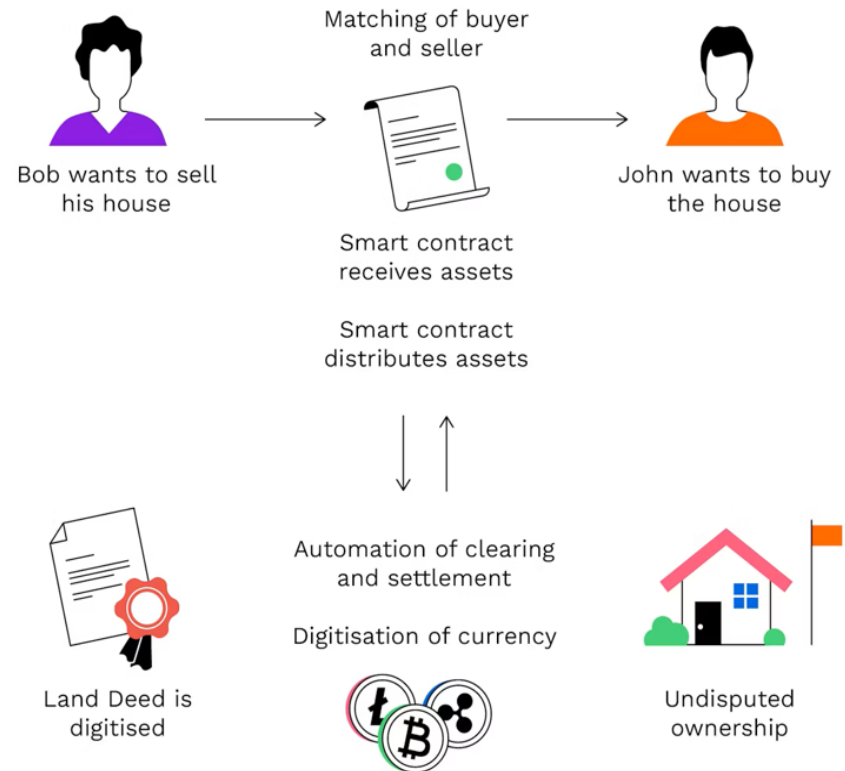 Matching of buyer
and seller
Bob wants to sell
his house
John wants to buy
the house
Smart contract
receives assets
Smart contract
distributes assets
Automation of clearing
and settlement
Digitisation of currency
Land Deed is
digitised
Undisputed
ownership